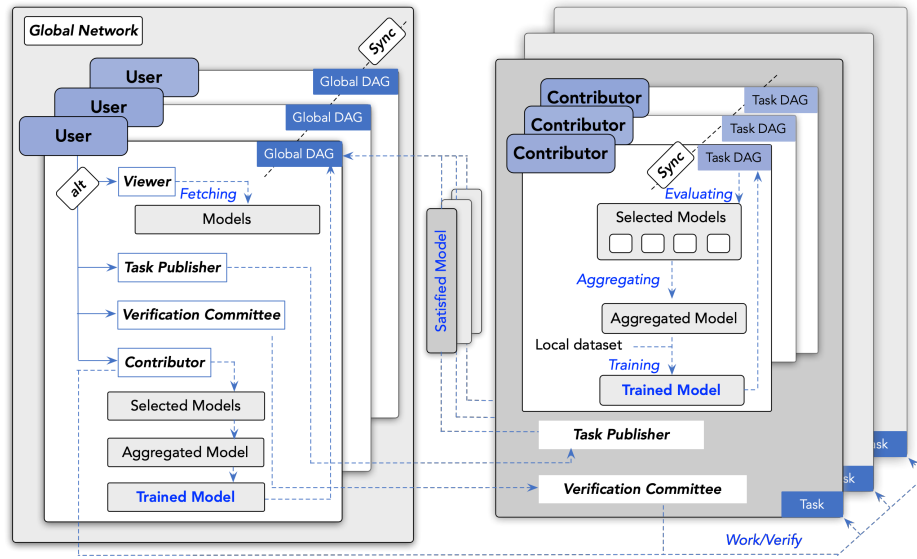 Global Network
Sync
User
Global DAG
User
Global DAG
User
Global DAG
alt
Viewer
Fetching
Models
Task Publisher
Verification Committee
Contributor
Selected Models
Aggregated Model
Trained Model
Satisfied Model
Contributor
Task DAG
Contributor
Task DAG
Contributor
Task DAG
Sync
Evaluating
Selected Models
Aggregating
Aggregated Model
Local dataset
Training
Trained Model
Task Publisher
Verification Committee
Task
sk
sk
Work/Verify